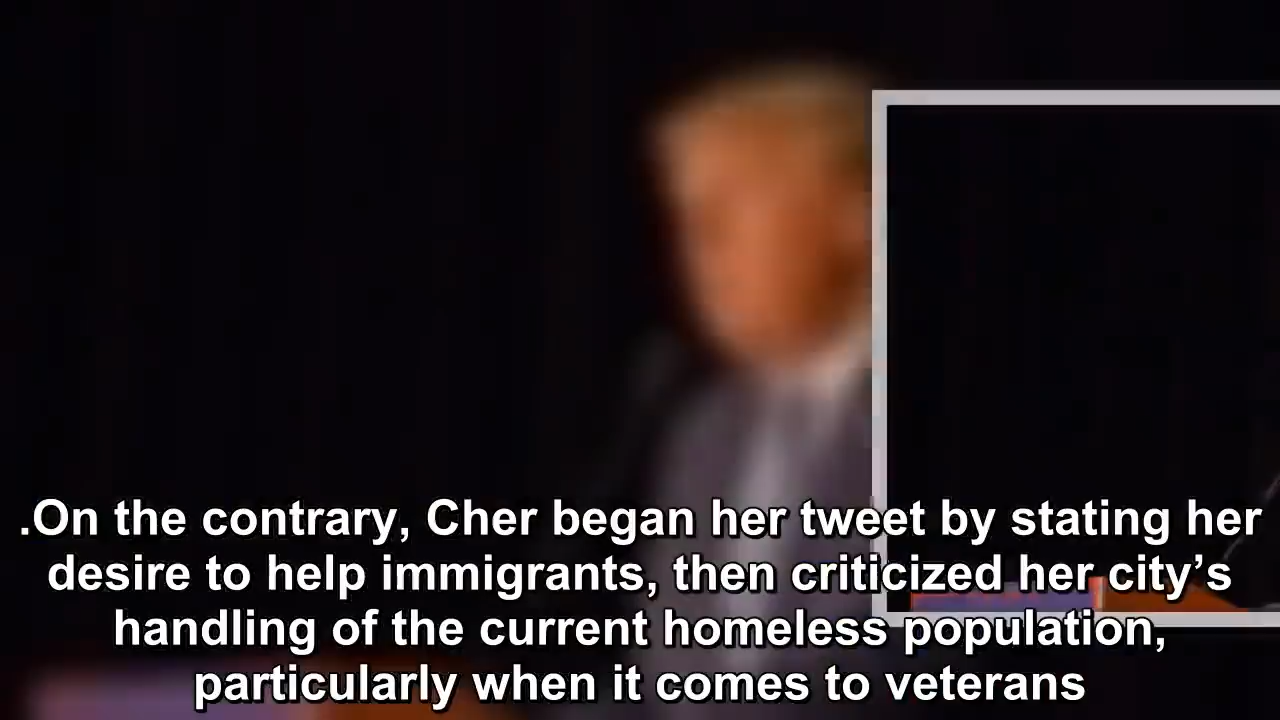 .On the contrary, Cher began her tweet by stating her
desire to help immigrants, then criticized her city’s
handling of the current homeless population,
particularly when it comes to veterans